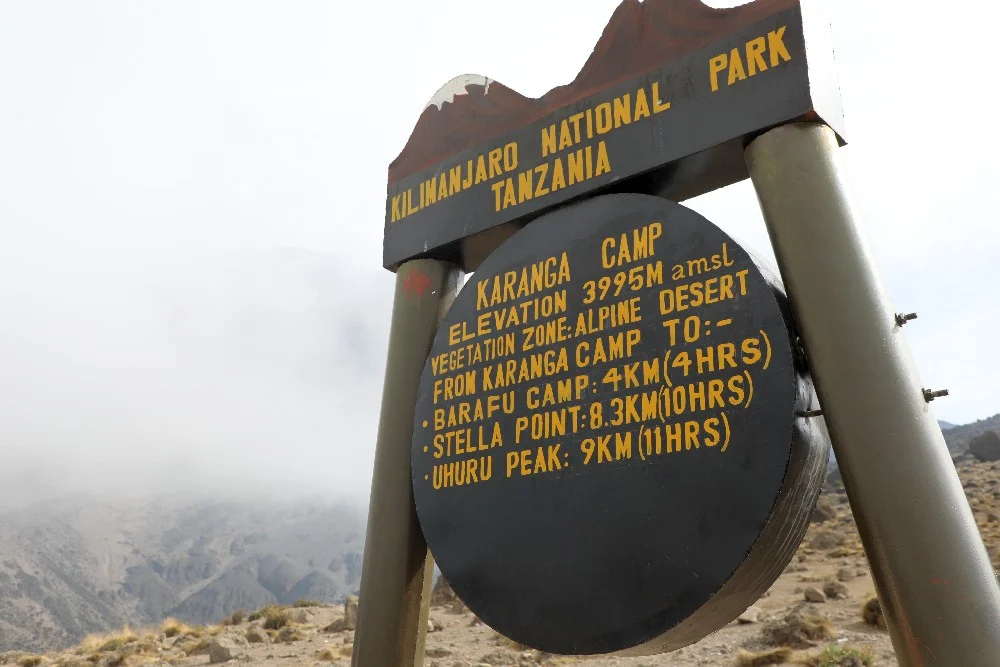 KILIMANJARO NATIONAL PARK
TANZANIA
KARANGA CAMP
ELEVATION 3995M amsl
VEGETATION ZONE: ALPINE DESERT
FROM KARANGA CAMP TO:-
• BARAFU CAMP: 4KM (4HRS)
• STELLA POINT: 8.3KM (10HRS)
• UHURU PEAK: 9KM (11HRS)